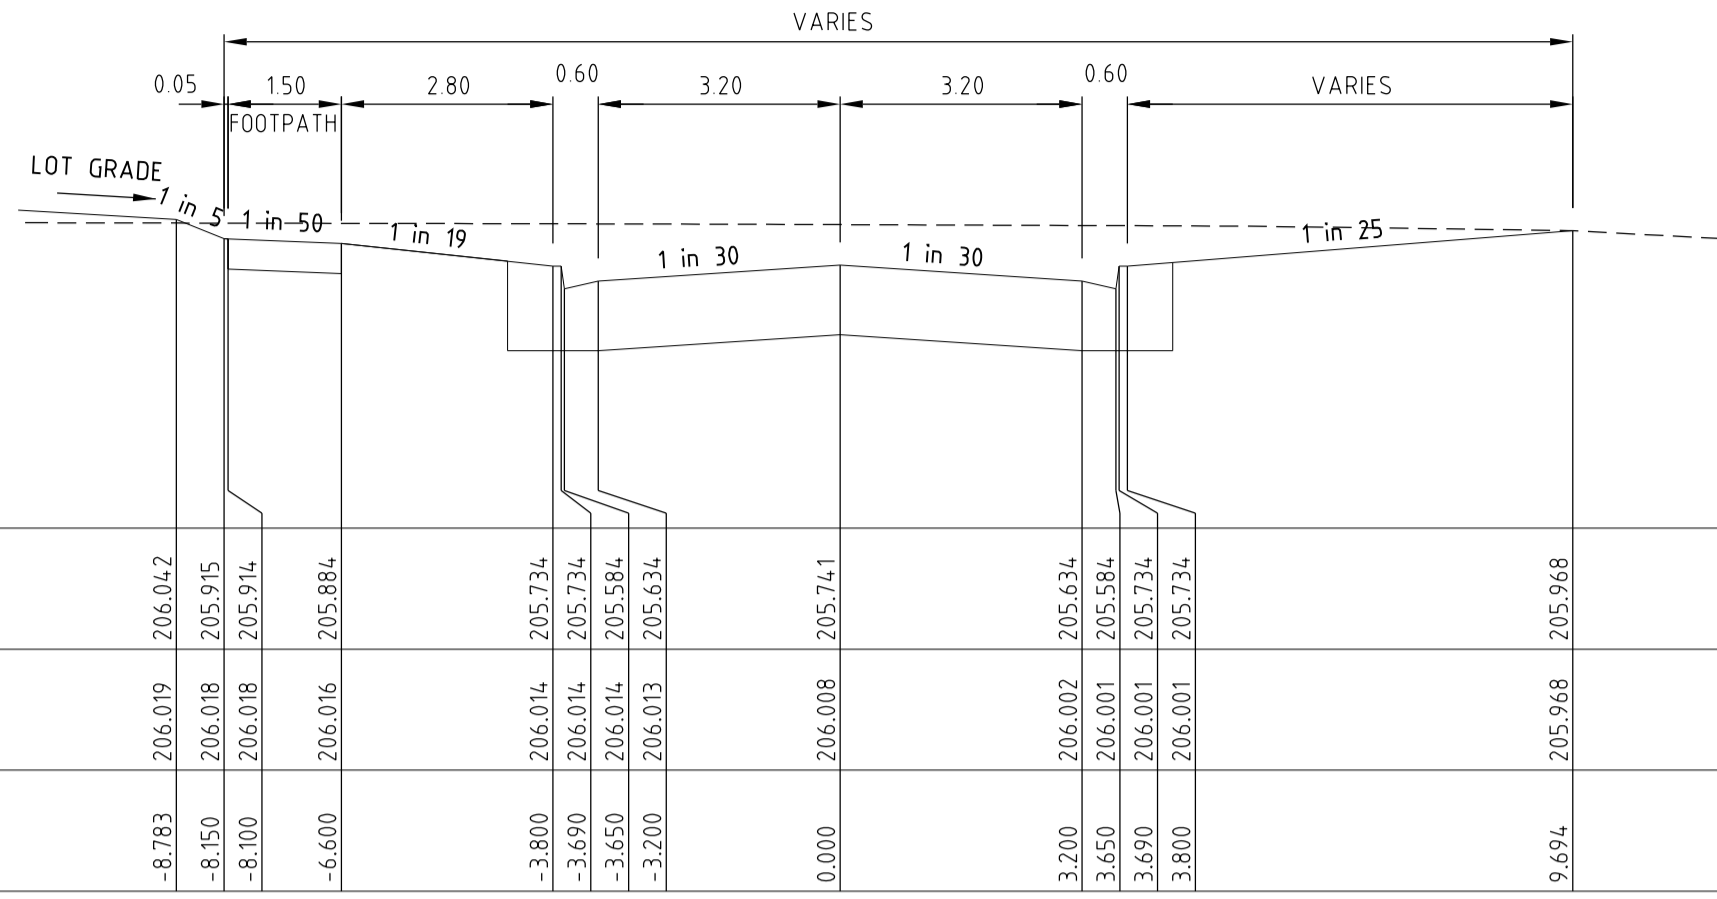 VARIES
0.05 1.50 2.80 0.60 3.20 3.20 0.60 VARIES
FOOTPATH
LOT GRADE
1 in 5 1 in 50 1 in 19 1 in 30 1 in 30 1 in 25
206.042 205.915 205.914 205.884 205.734 205.734 205.584 205.634 205.741 205.634 205.584 205.734 205.734 205.968
206.019 206.018 206.018 206.016 206.014 206.014 206.014 206.013 206.008 206.002 206.001 206.001 206.001 205.968
-8.783 -8.150 -8.100 -6.600 -3.800 -3.690 -3.650 -3.200 0.000 3.200 3.650 3.690 3.800 9.694